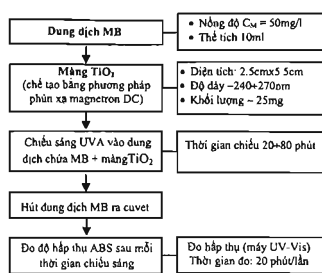 Dung dịch MB
• Nồng độ CM = 50mg/l
• Thể tích 10ml
Màng TiO2
(chế tạo bằng phương pháp
phún xạ magnetron DC)
• Diện tích: 2.5cmx5 5cm
• Độ dày ~240+270nm
• Khối lượng ~ 25mg
Chiếu sáng UVA vào dung
dịch chứa MB + màngTiO2
Thời gian chiếu 20+80 phút
Hút dung dịch MB ra cuvet
Đo độ hấp thụ ABS sau mỗi
thời gian chiếu sáng
Đo hấp thụ (máy UV-Vis)
Thời gian đo: 20 phút/lần